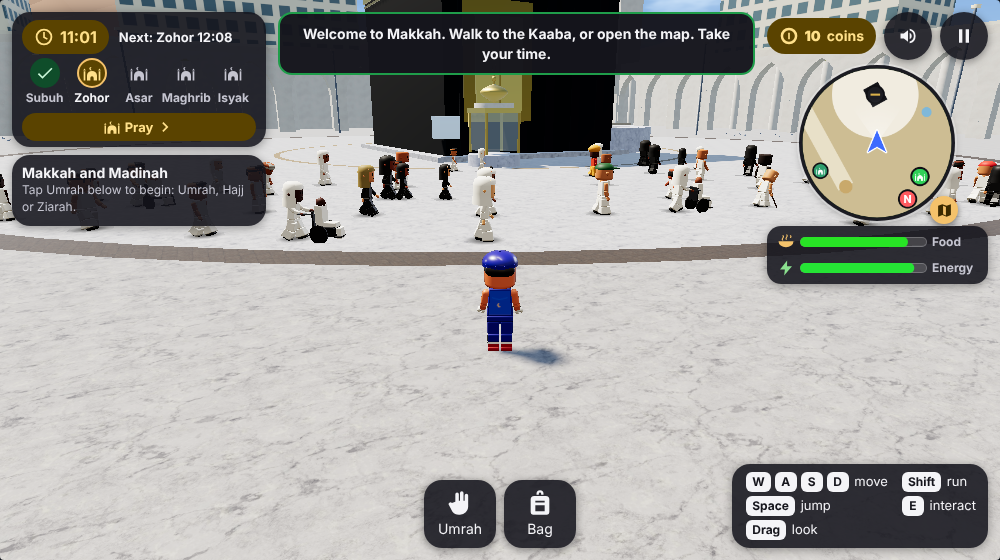 11:01
Next: Zohor 12:08
Subuh
Zohor
Asar
Maghrib
Isyak
Pray
Makkah and Madinah
Tap Umrah below to begin: Umrah, Hajj
or Ziarah.
Welcome to Makkah. Walk to the Kaaba, or open the map. Take
your time.
10 coins
N
Food
Energy
Umrah
Bag
W A S D move
Shift run
Space jump
E interact
Drag look